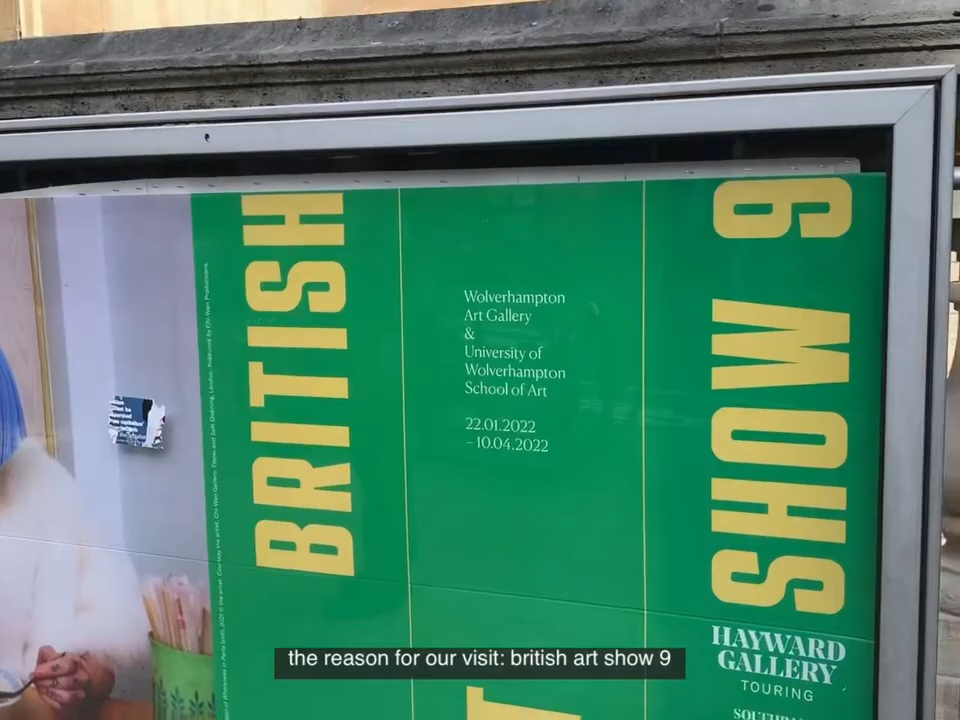 BRITISH
Wolverhampton
Art Gallery
&
University of
Wolverhampton
School of Art
22.01.2022
–10.04.2022
SHOW 9
HAYWARD
GALLERY
TOURING
the reason for our visit: british art show 9